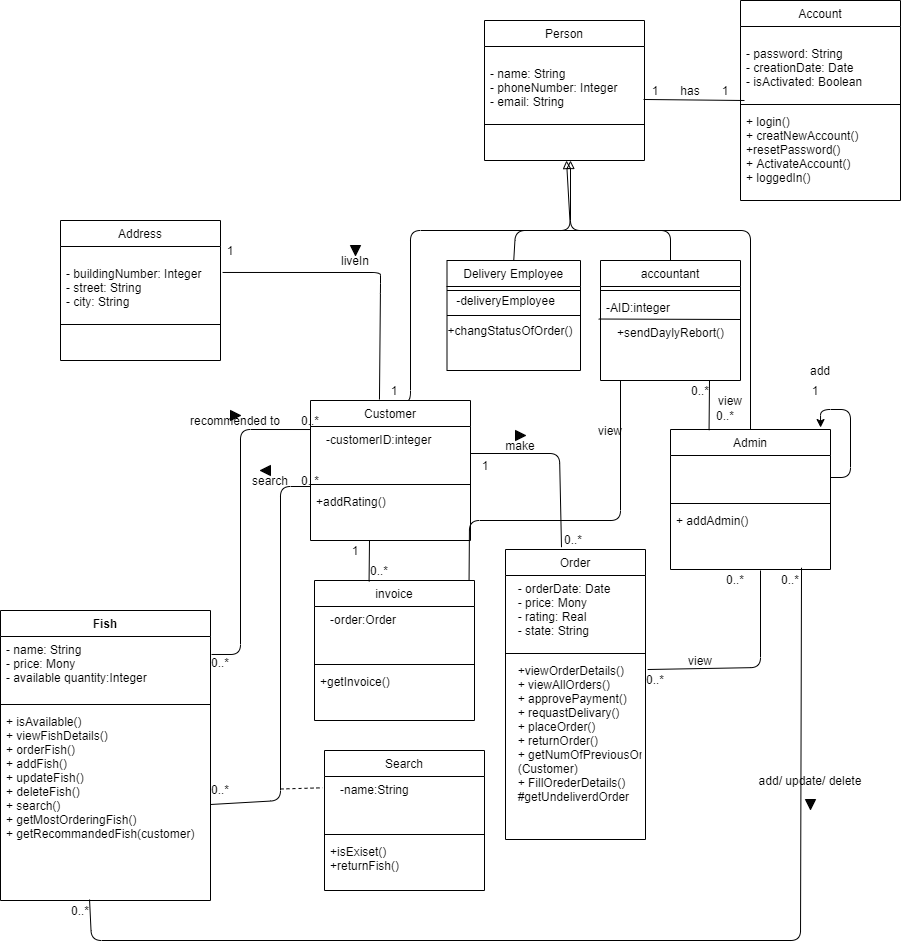 Person
- name: String
- phoneNumber: Integer
- email: String
1 has 1
Account
- password: String
- creationDate: Date
- isActivated: Boolean
+ login()
+ creatNewAccount()
+resetPassword()
+ ActivateAccount()
+ loggedIn()
Address
- buildingNumber: Integer
- street: String
- city: String
1
liveIn
1
Delivery Employee
-deliveryEmployee
+changStatusOfOrder()
accountant
-AID:integer
+sendDaylyRebort()
0..*
view
0..*
view
add
1
Admin
+ addAdmin()
recommended to 0..*
search 0..*
Customer
-customerID:integer
+addRating()
make
1
0..*
1
0..*
invoice
-order:Order
+getInvoice()
Order
- orderDate: Date
- price: Mony
- rating: Real
- state: String
+viewOrderDetails()
+ viewAllOrders()
+ approvePayment()
+ requastDelivary()
+ placeOrder()
+ returnOrder()
+ getNumOfPreviousOr
(Customer)
+ FillOrederDetails()
#getUndeliverdOrder
0..*
0..*
view
0..*
Fish
- name: String
- price: Mony
- available quantity:Integer
+ isAvailable()
+ viewFishDetails()
+ orderFish()
+ addFish()
+ updateFish()
+ deleteFish()
+ search()
+ getMostOrderingFish()
+ getRecommandedFish(customer)
0..*
0..*
Search
-name:String
+isExiset()
+returnFish()
add/ update/ delete
0..*